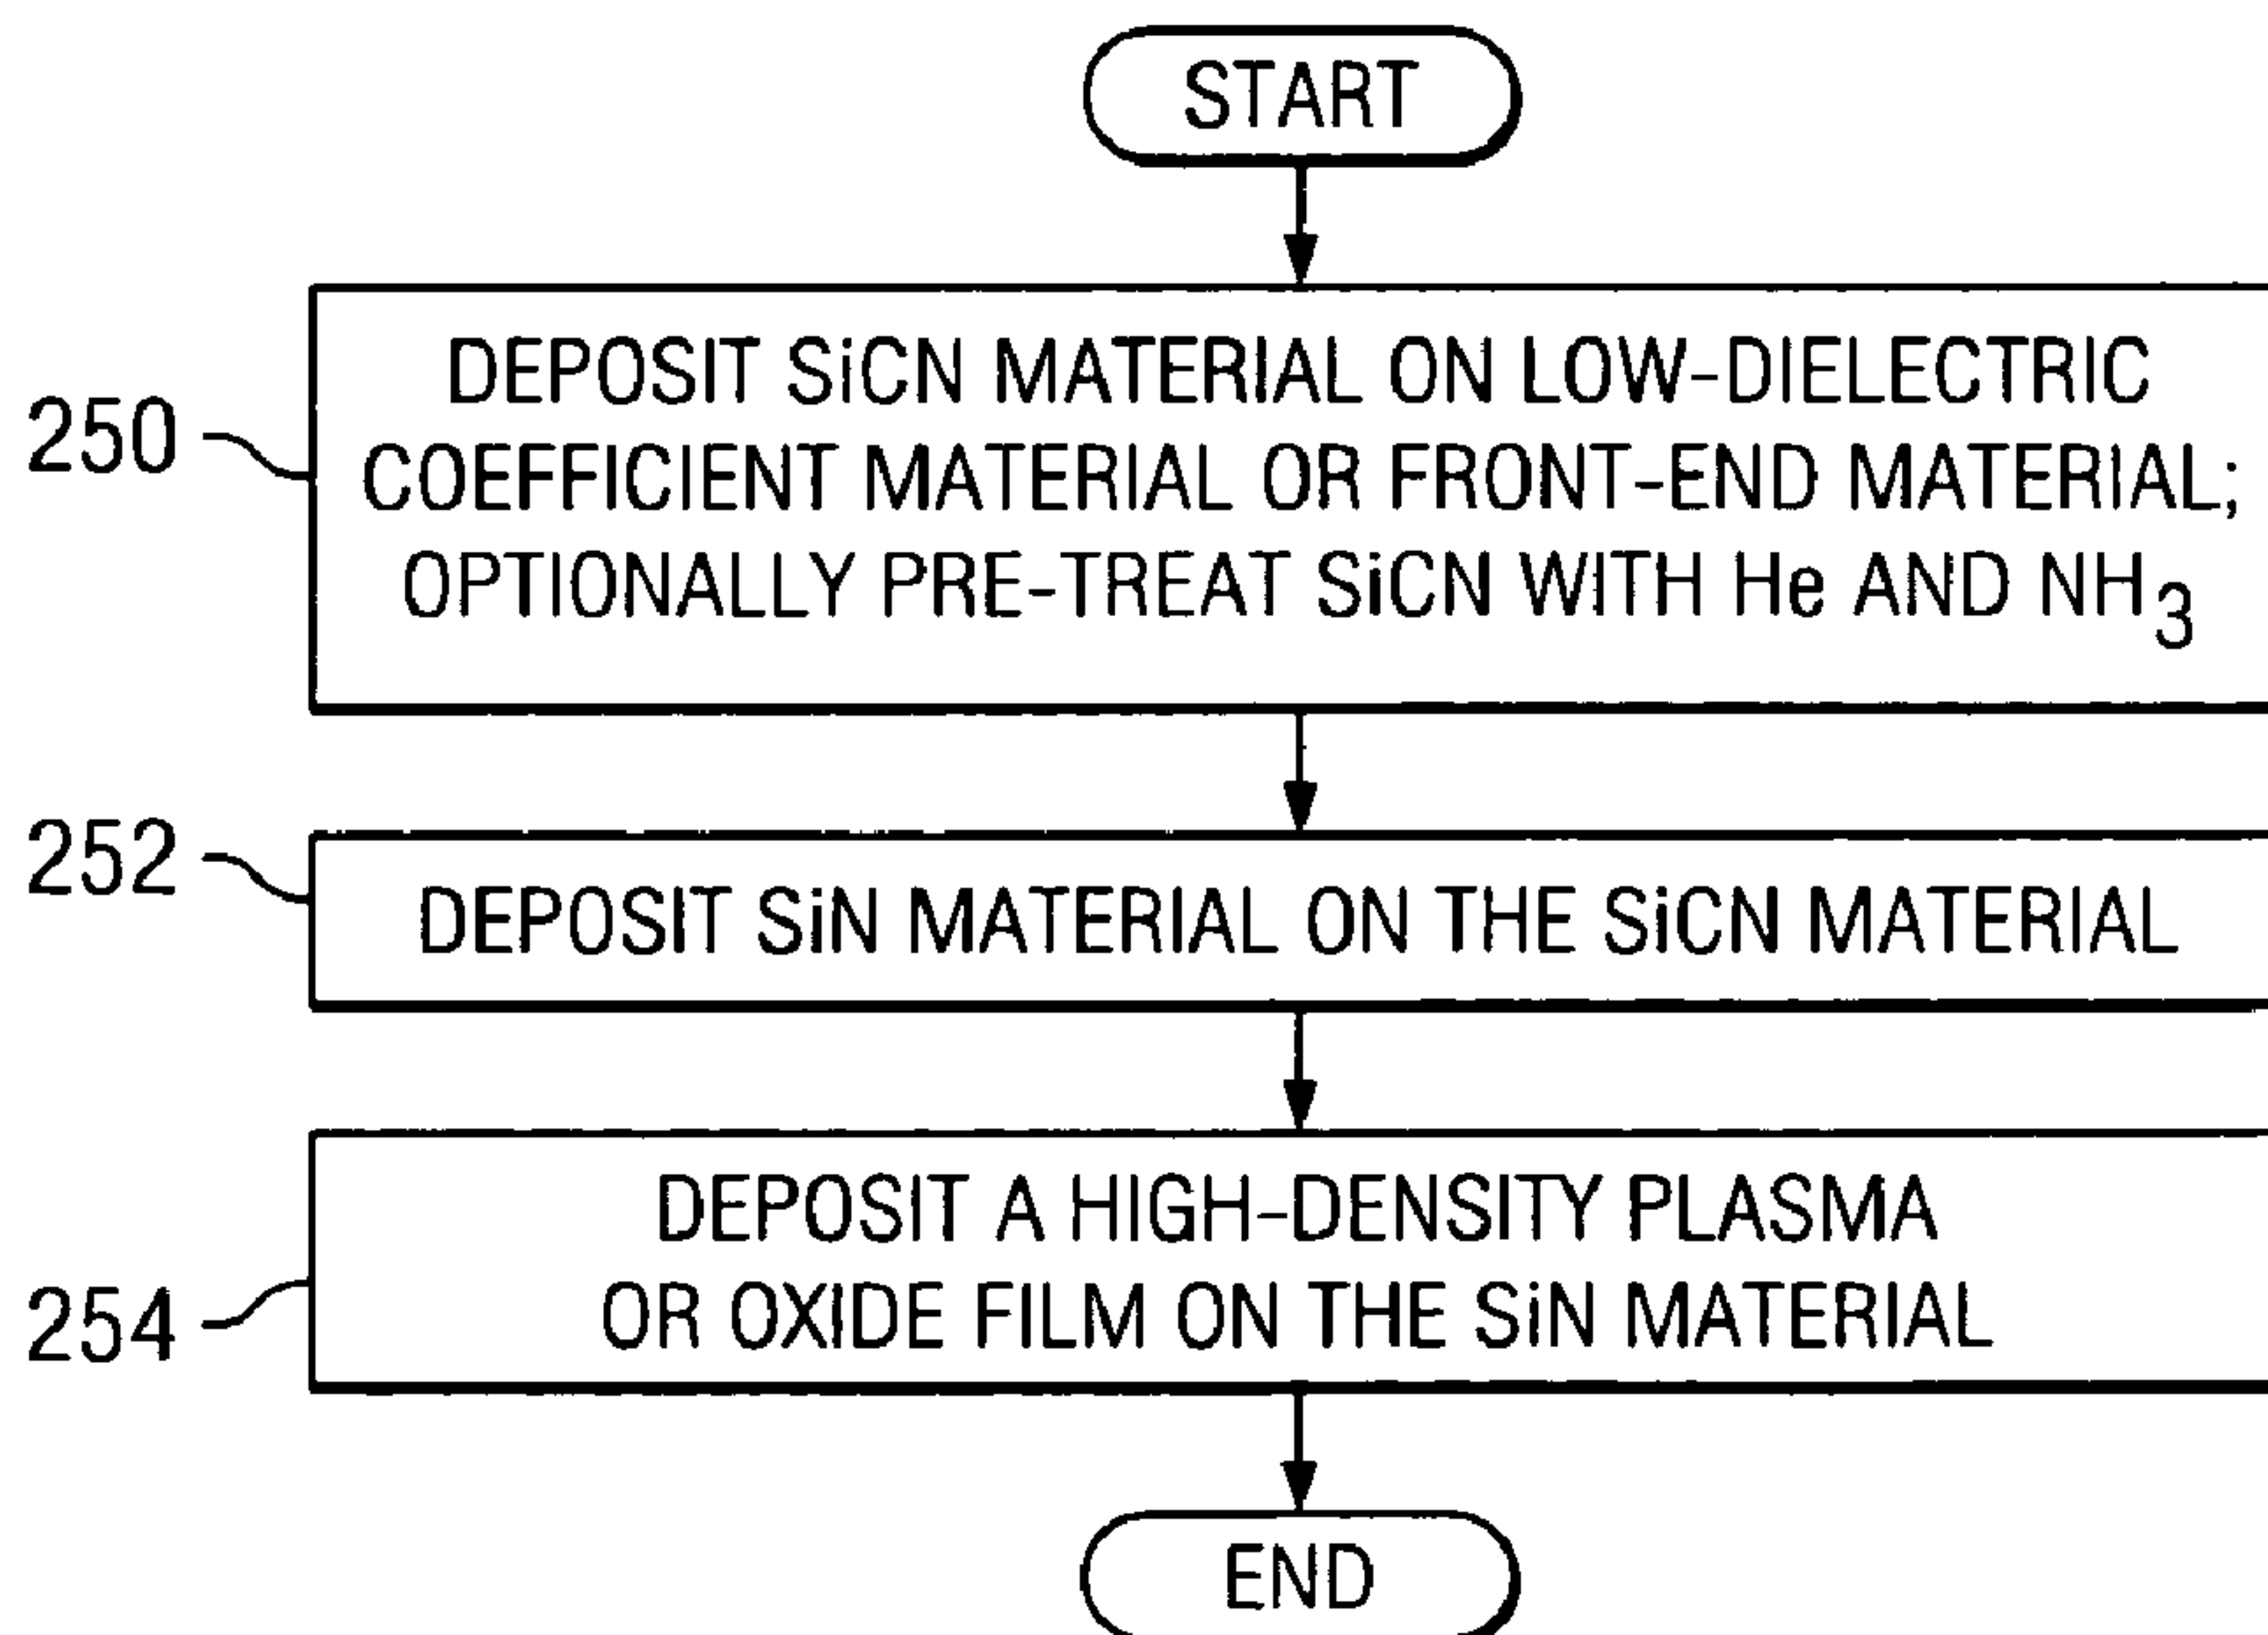 START
250
DEPOSIT SiCN MATERIAL ON LOW-DIELECTRIC
COEFFICIENT MATERIAL OR FRONT-END MATERIAL;
OPTIONALLY PRE-TREAT SiCN WITH He AND NH3
252
DEPOSIT SiN MATERIAL ON THE SiCN MATERIAL
254
DEPOSIT A HIGH-DENSITY PLASMA
OR OXIDE FILM ON THE SiN MATERIAL
END